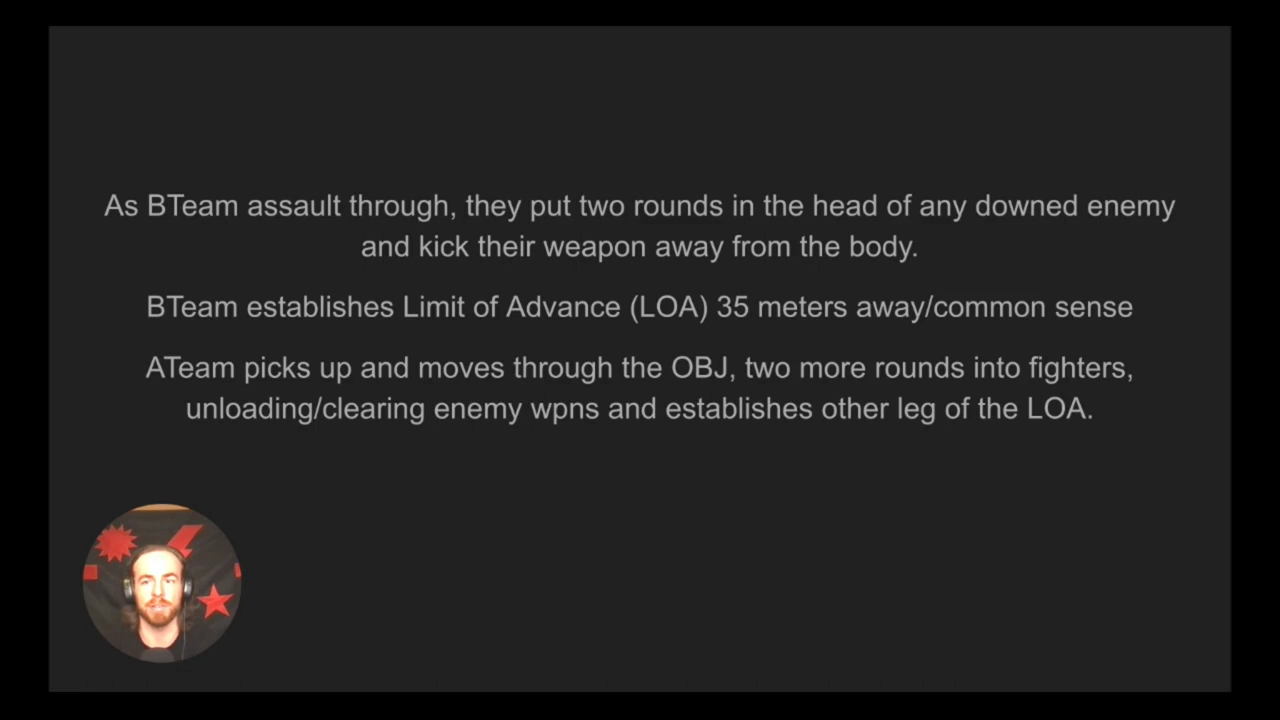 As BTeam assault through, they put two rounds in the head of any downed enemy
and kick their weapon away from the body.
BTeam establishes Limit of Advance (LOA) 35 meters away/common sense
ATeam picks up and moves through the OBJ, two more rounds into fighters,
unloading/clearing enemy wpns and establishes other leg of the LOA.